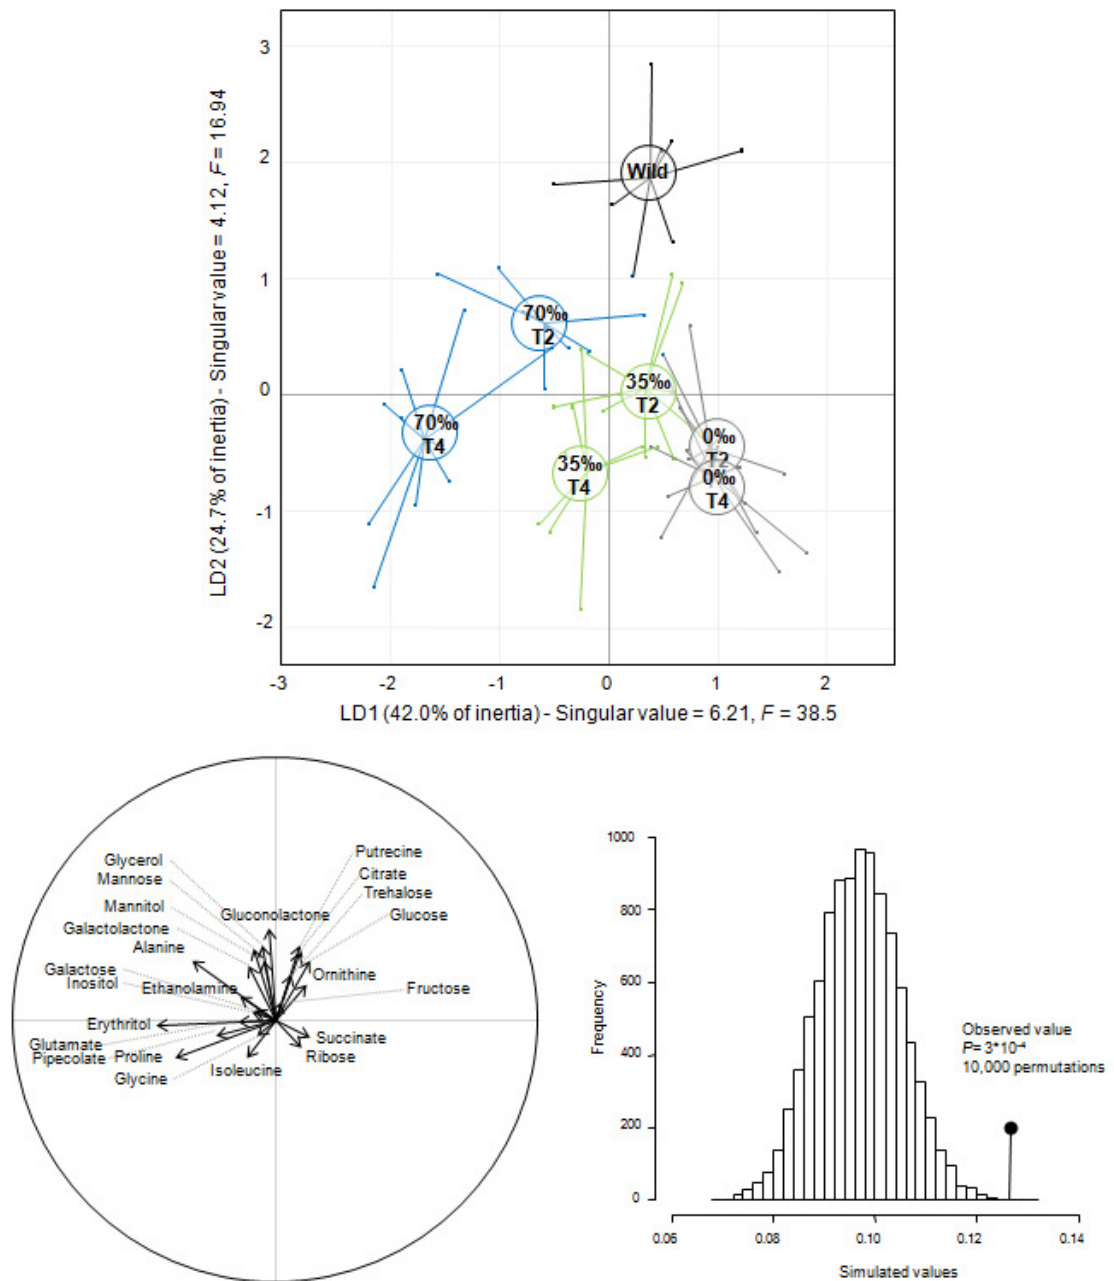 3
2
1
0
-1
-2
LD2 (24.7% of inertia) - Singular value = 4.12, F = 16.94
Wild
70‰
T2
35‰
T2
70‰
T4
0‰
T2
35‰
T4
0‰
T4
-3
-2
-1
0
1
2
LD1 (42.0% of inertia) - Singular value = 6.21, F = 38.5
Glycerol
Mannose
Mannitol
Galactolactone
Alanine
Galactose
Inositol
Erythritol
Glutamate
Pipecolate
Proline
Glycine
Gluconolactone
Ethanolamine
Isoleucine
Putrecine
Citrate
Trehalose
Glucose
Ornithine
Fructose
Succinate
Ribose
Frequency
1000
800
600
400
200
0
Observed value
P= 3*10-4
10,000 permutations
0.06
0.08
0.10
0.12
0.14
Simulated values